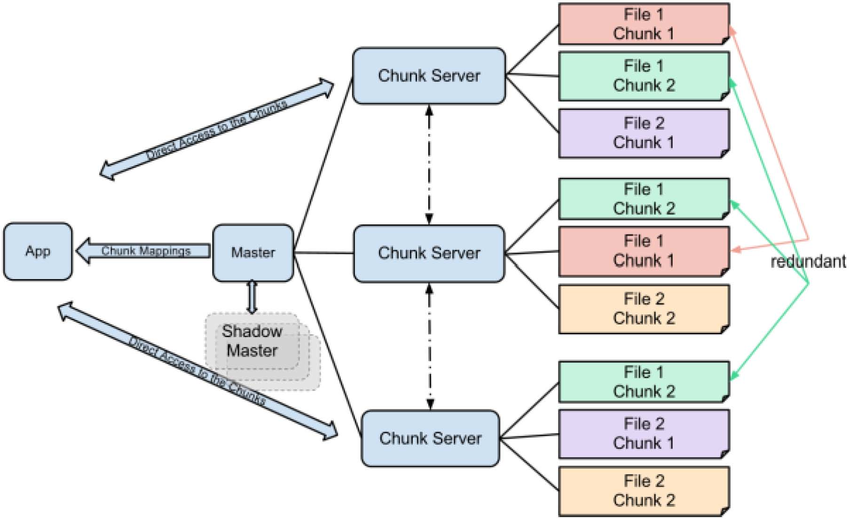 File 1
Chunk 1
Chunk Server
File 1
Chunk 2
Direct Access to the Chunks
File 2
Chunk 1
File 1
Chunk 2
App
Chunk Mappings
Master
Chunk Server
File 1
Chunk 1
redundant
File 2
Chunk 2
Shadow
Master
Direct Access to the Chunks
File 1
Chunk 2
Chunk Server
File 2
Chunk 1
File 2
Chunk 2